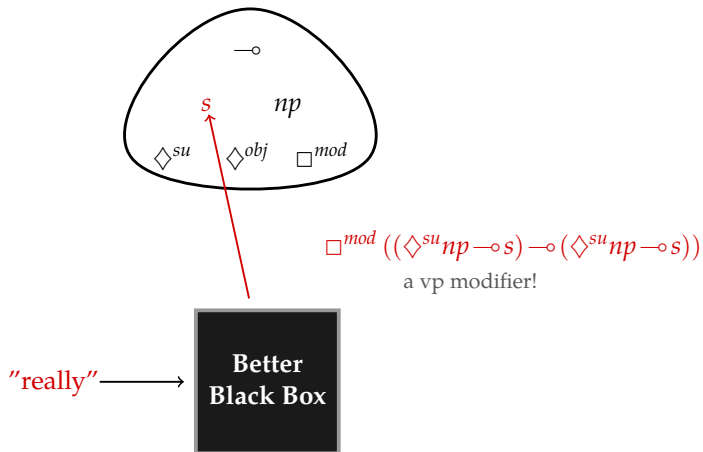 ⊸
s np
◇^su ◇^obj □^mod
□^mod ((◇^su np⊸s)⊸(◇^su np⊸s))
a vp modifier!
Better
Black Box
”really”